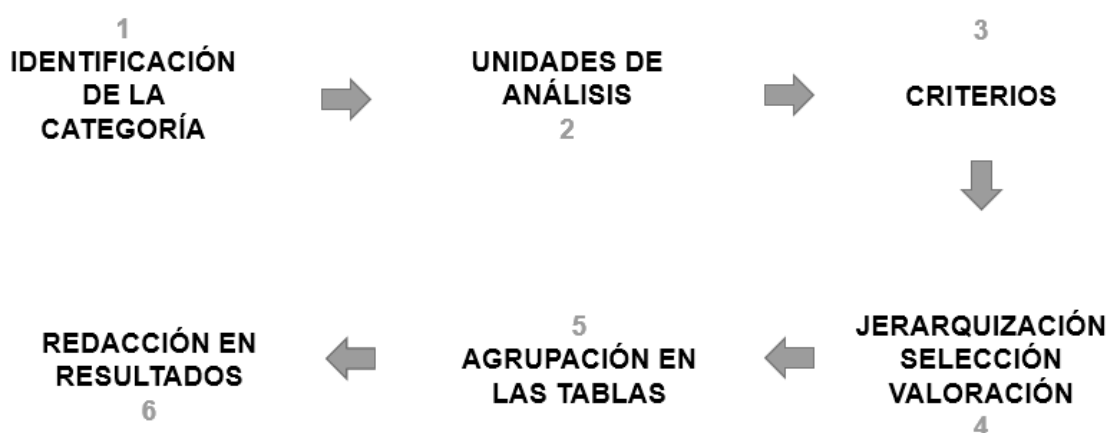 1
IDENTIFICACIÓN
DE LA
CATEGORÍA
UNIDADES DE
ANÁLISIS
2
3
CRITERIOS
JERARQUIZACIÓN
SELECCIÓN
VALORACIÓN
4
5
AGRUPACIÓN EN
LAS TABLAS
REDACCIÓN EN
RESULTADOS
6